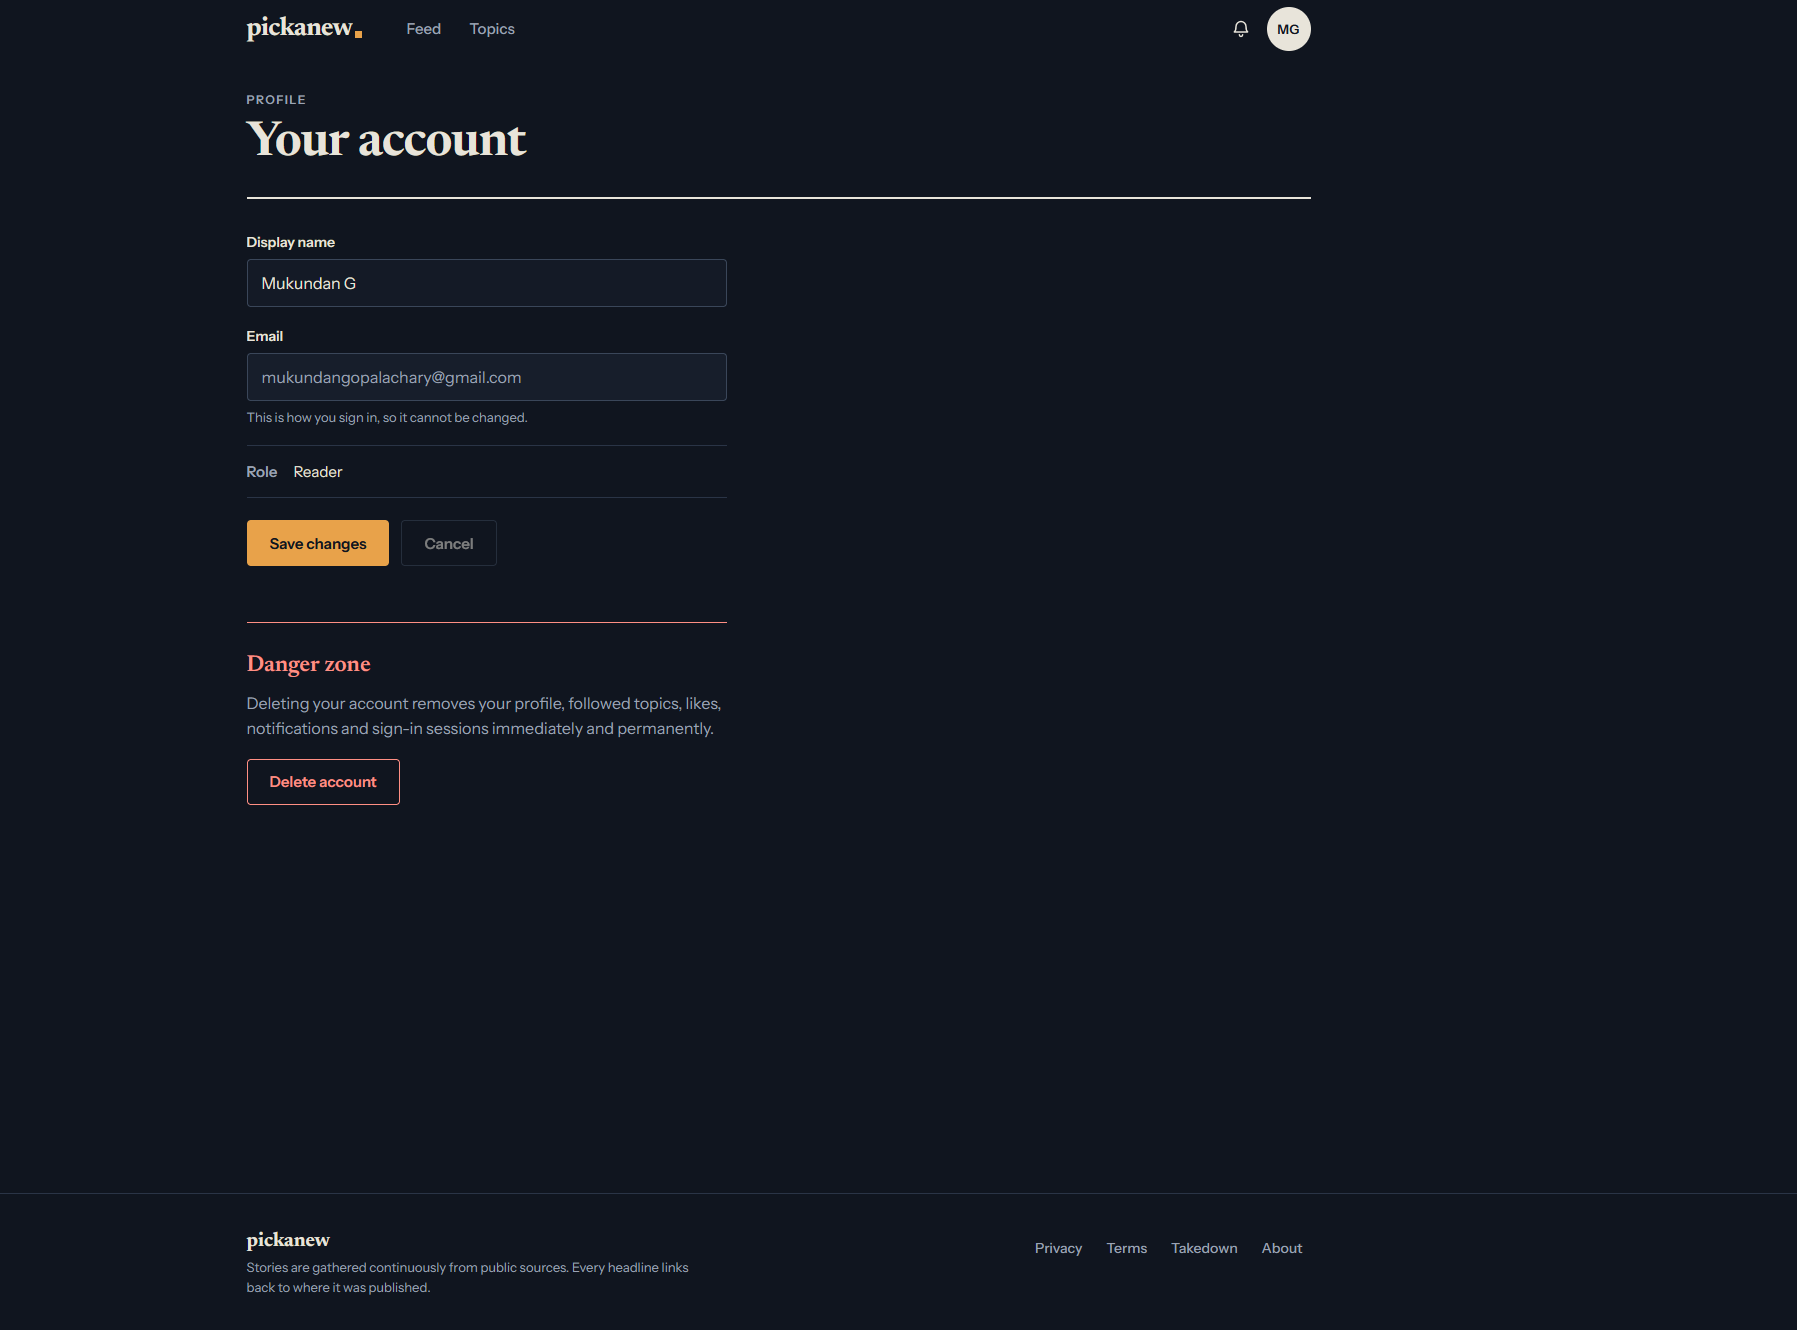 pickanew
Feed
Topics
MG
PROFILE
Your account
Display name
Mukundan G
Email
mukundangopalachary@gmail.com
This is how you sign in, so it cannot be changed.
Role Reader
Save changes
Cancel
Danger zone
Deleting your account removes your profile, followed topics, likes,
notifications and sign-in sessions immediately and permanently.
Delete account
pickanew
Stories are gathered continuously from public sources. Every headline links
back to where it was published.
Privacy
Terms
Takedown
About